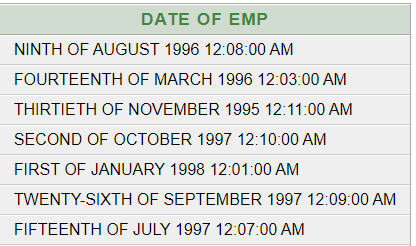 DATE OF EMP
NINTH OF AUGUST 1996 12:08:00 AM
FOURTEENTH OF MARCH 1996 12:03:00 AM
THIRTIETH OF NOVEMBER 1995 12:11:00 AM
SECOND OF OCTOBER 1997 12:10:00 AM
FIRST OF JANUARY 1998 12:01:00 AM
TWENTY-SIXTH OF SEPTEMBER 1997 12:09:00 AM
FIFTEENTH OF JULY 1997 12:07:00 AM